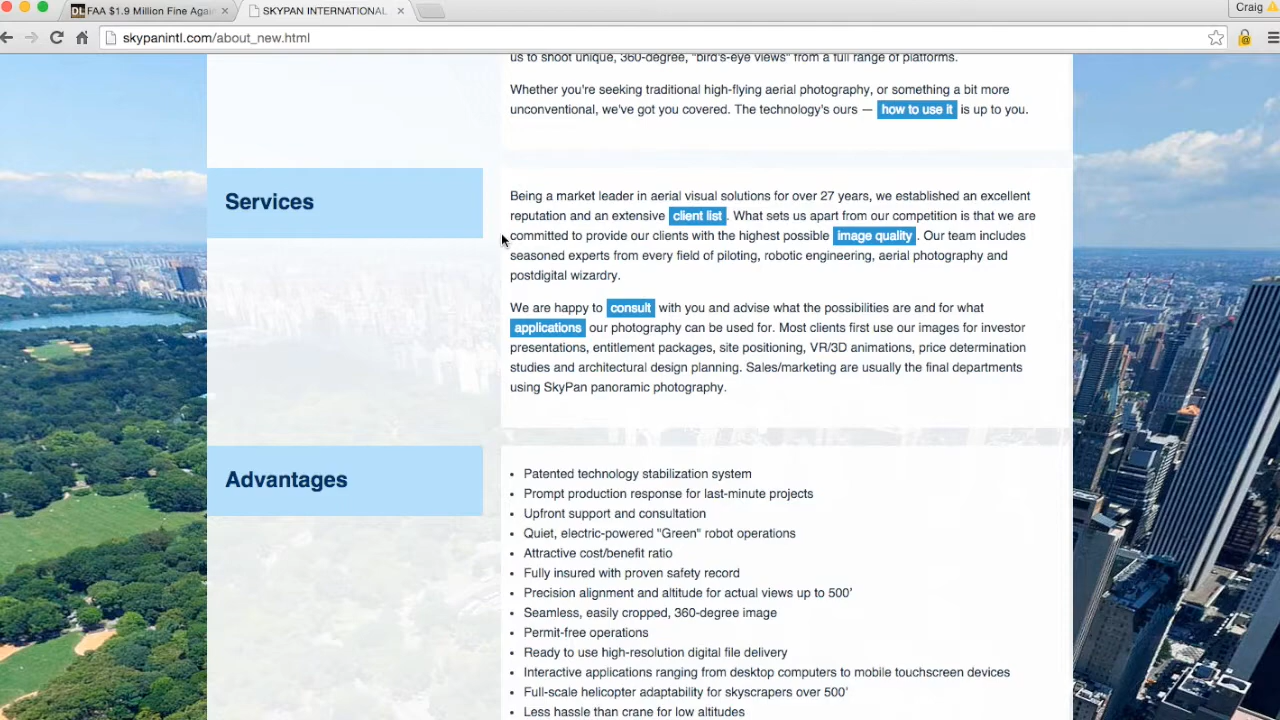 FAA $1.9 Million Fine Agai
SKYPAN INTERNATIONAL
Craig
skypanintl.com/about_new.html
us to shoot unique, 360-degree, "bird's-eye views" from a full range of platforms.
Whether you're seeking traditional high-flying aerial photography, or something a bit more
unconventional, we've got you covered. The technology's ours — how to use it is up to you.
Services
Being a market leader in aerial visual solutions for over 27 years, we established an excellent
reputation and an extensive client list . What sets us apart from our competition is that we are
committed to provide our clients with the highest possible image quality . Our team includes
seasoned experts from every field of piloting, robotic engineering, aerial photography and
postdigital wizardry.
We are happy to consult with you and advise what the possibilities are and for what
applications our photography can be used for. Most clients first use our images for investor
presentations, entitlement packages, site positioning, VR/3D animations, price determination
studies and architectural design planning. Sales/marketing are usually the final departments
using SkyPan panoramic photography.
Advantages
• Patented technology stabilization system
• Prompt production response for last-minute projects
• Upfront support and consultation
• Quiet, electric-powered "Green" robot operations
• Attractive cost/benefit ratio
• Fully insured with proven safety record
• Precision alignment and altitude for actual views up to 500'
• Seamless, easily cropped, 360-degree image
• Permit-free operations
• Ready to use high-resolution digital file delivery
• Interactive applications ranging from desktop computers to mobile touchscreen devices
• Full-scale helicopter adaptability for skyscrapers over 500'
• Less hassle than crane for low altitudes